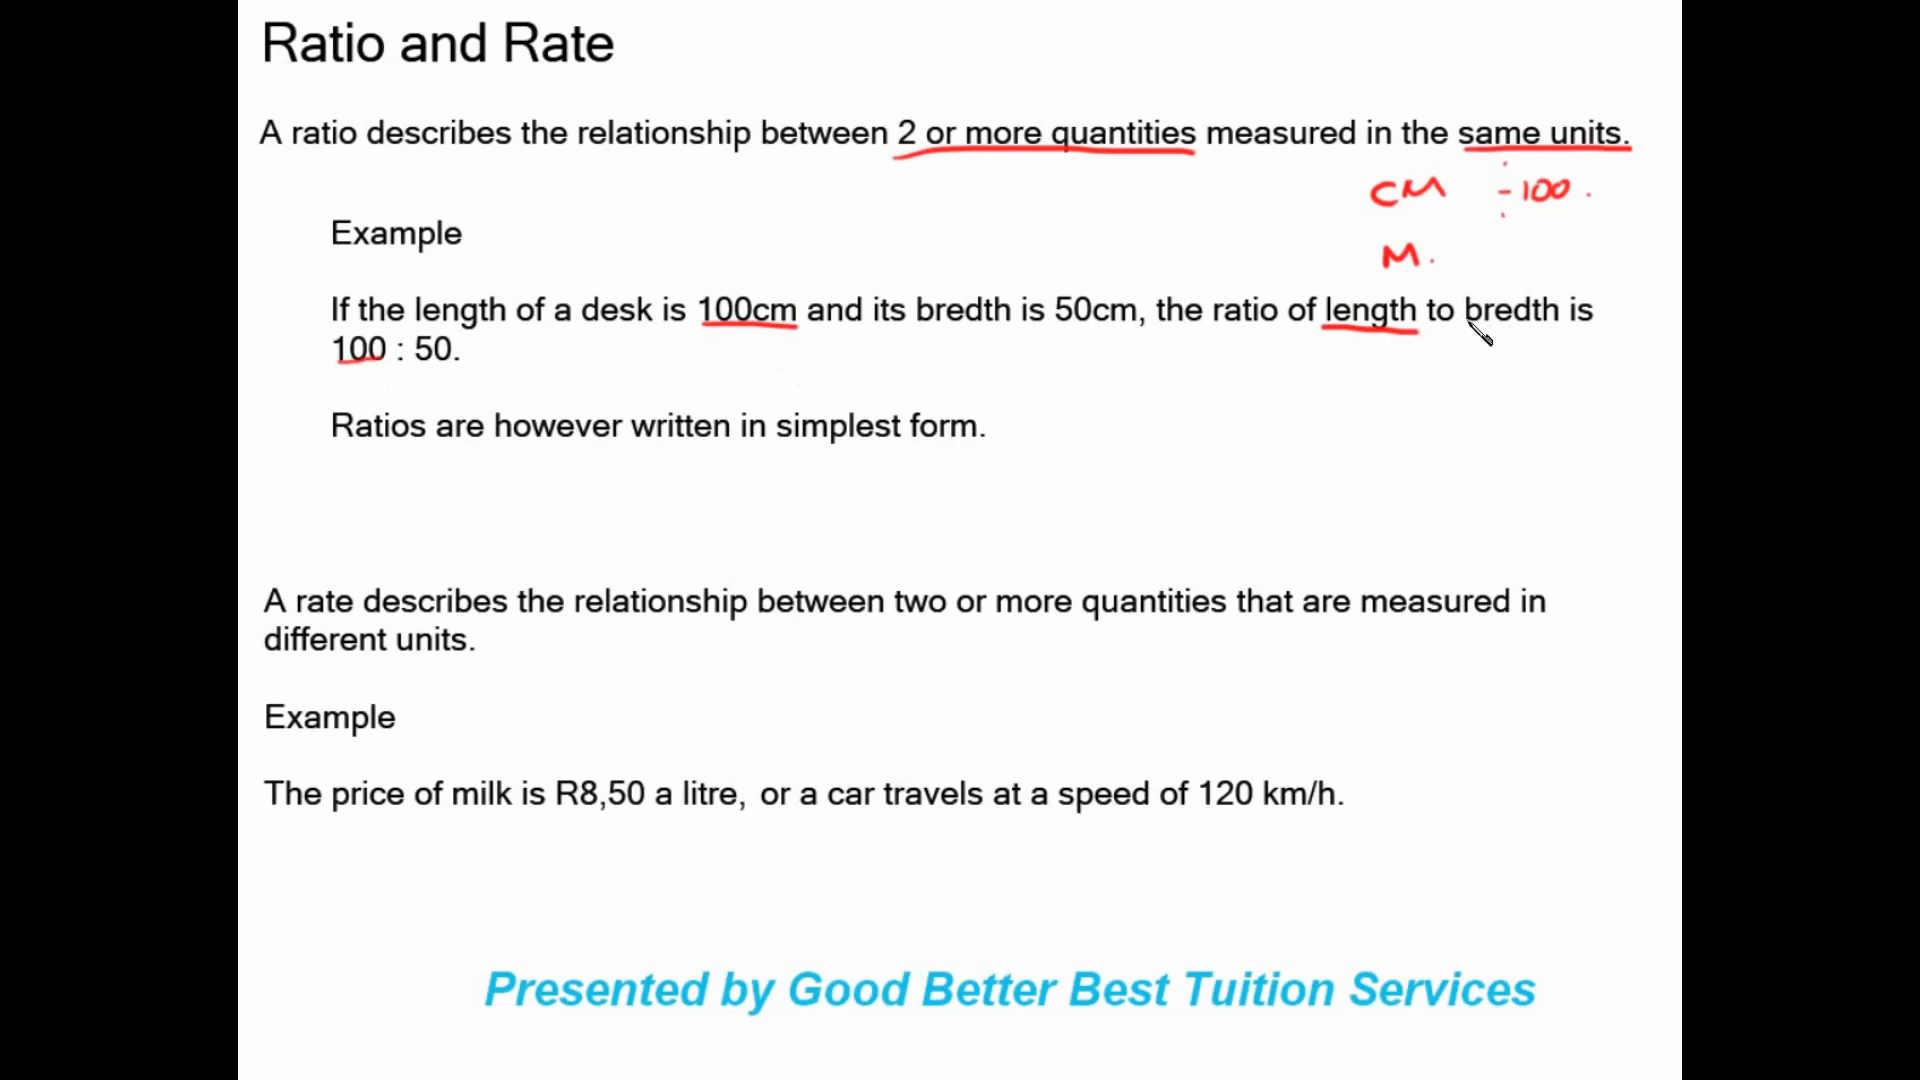 Ratio and Rate
A ratio describes the relationship between 2 or more quantities measured in the same units.
CM ÷100.
Example
M.
If the length of a desk is 100cm and its bredth is 50cm, the ratio of length to bredth is
100 : 50.
Ratios are however written in simplest form.
A rate describes the relationship between two or more quantities that are measured in
different units.
Example
The price of milk is R8,50 a litre, or a car travels at a speed of 120 km/h.
Presented by Good Better Best Tuition Services